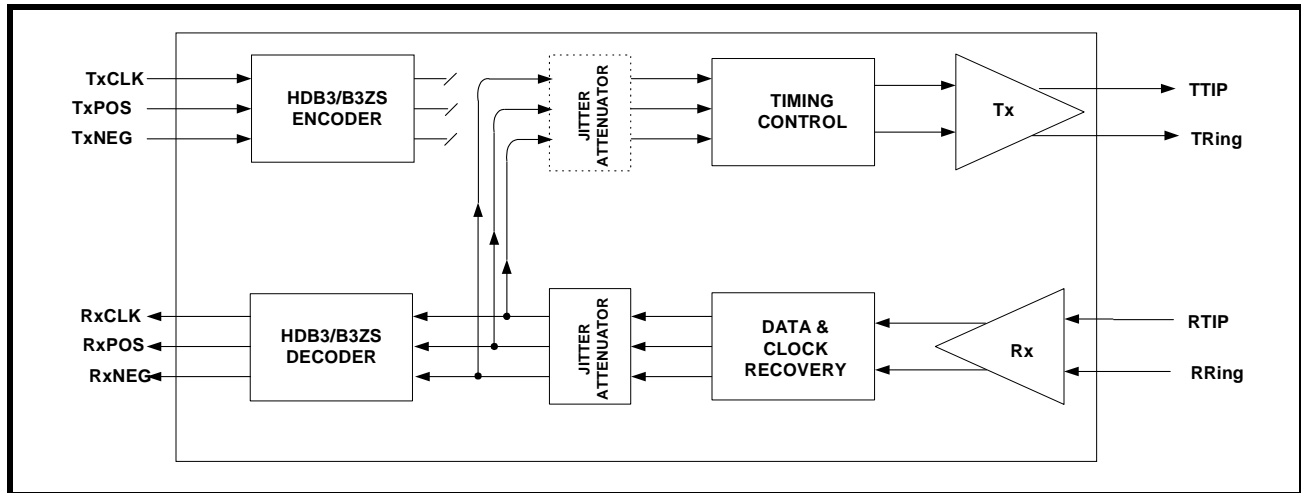 TxCLK
TxPOS
TxNEG
HDB3/B3ZS
ENCODER
JITTER
ATTENUATOR
TIMING
CONTROL
Tx
TTIP
TRing
RxCLK
RxPOS
RxNEG
HDB3/B3ZS
DECODER
JITTER
ATTENUATOR
DATA &
CLOCK
RECOVERY
Rx
RTIP
RRing